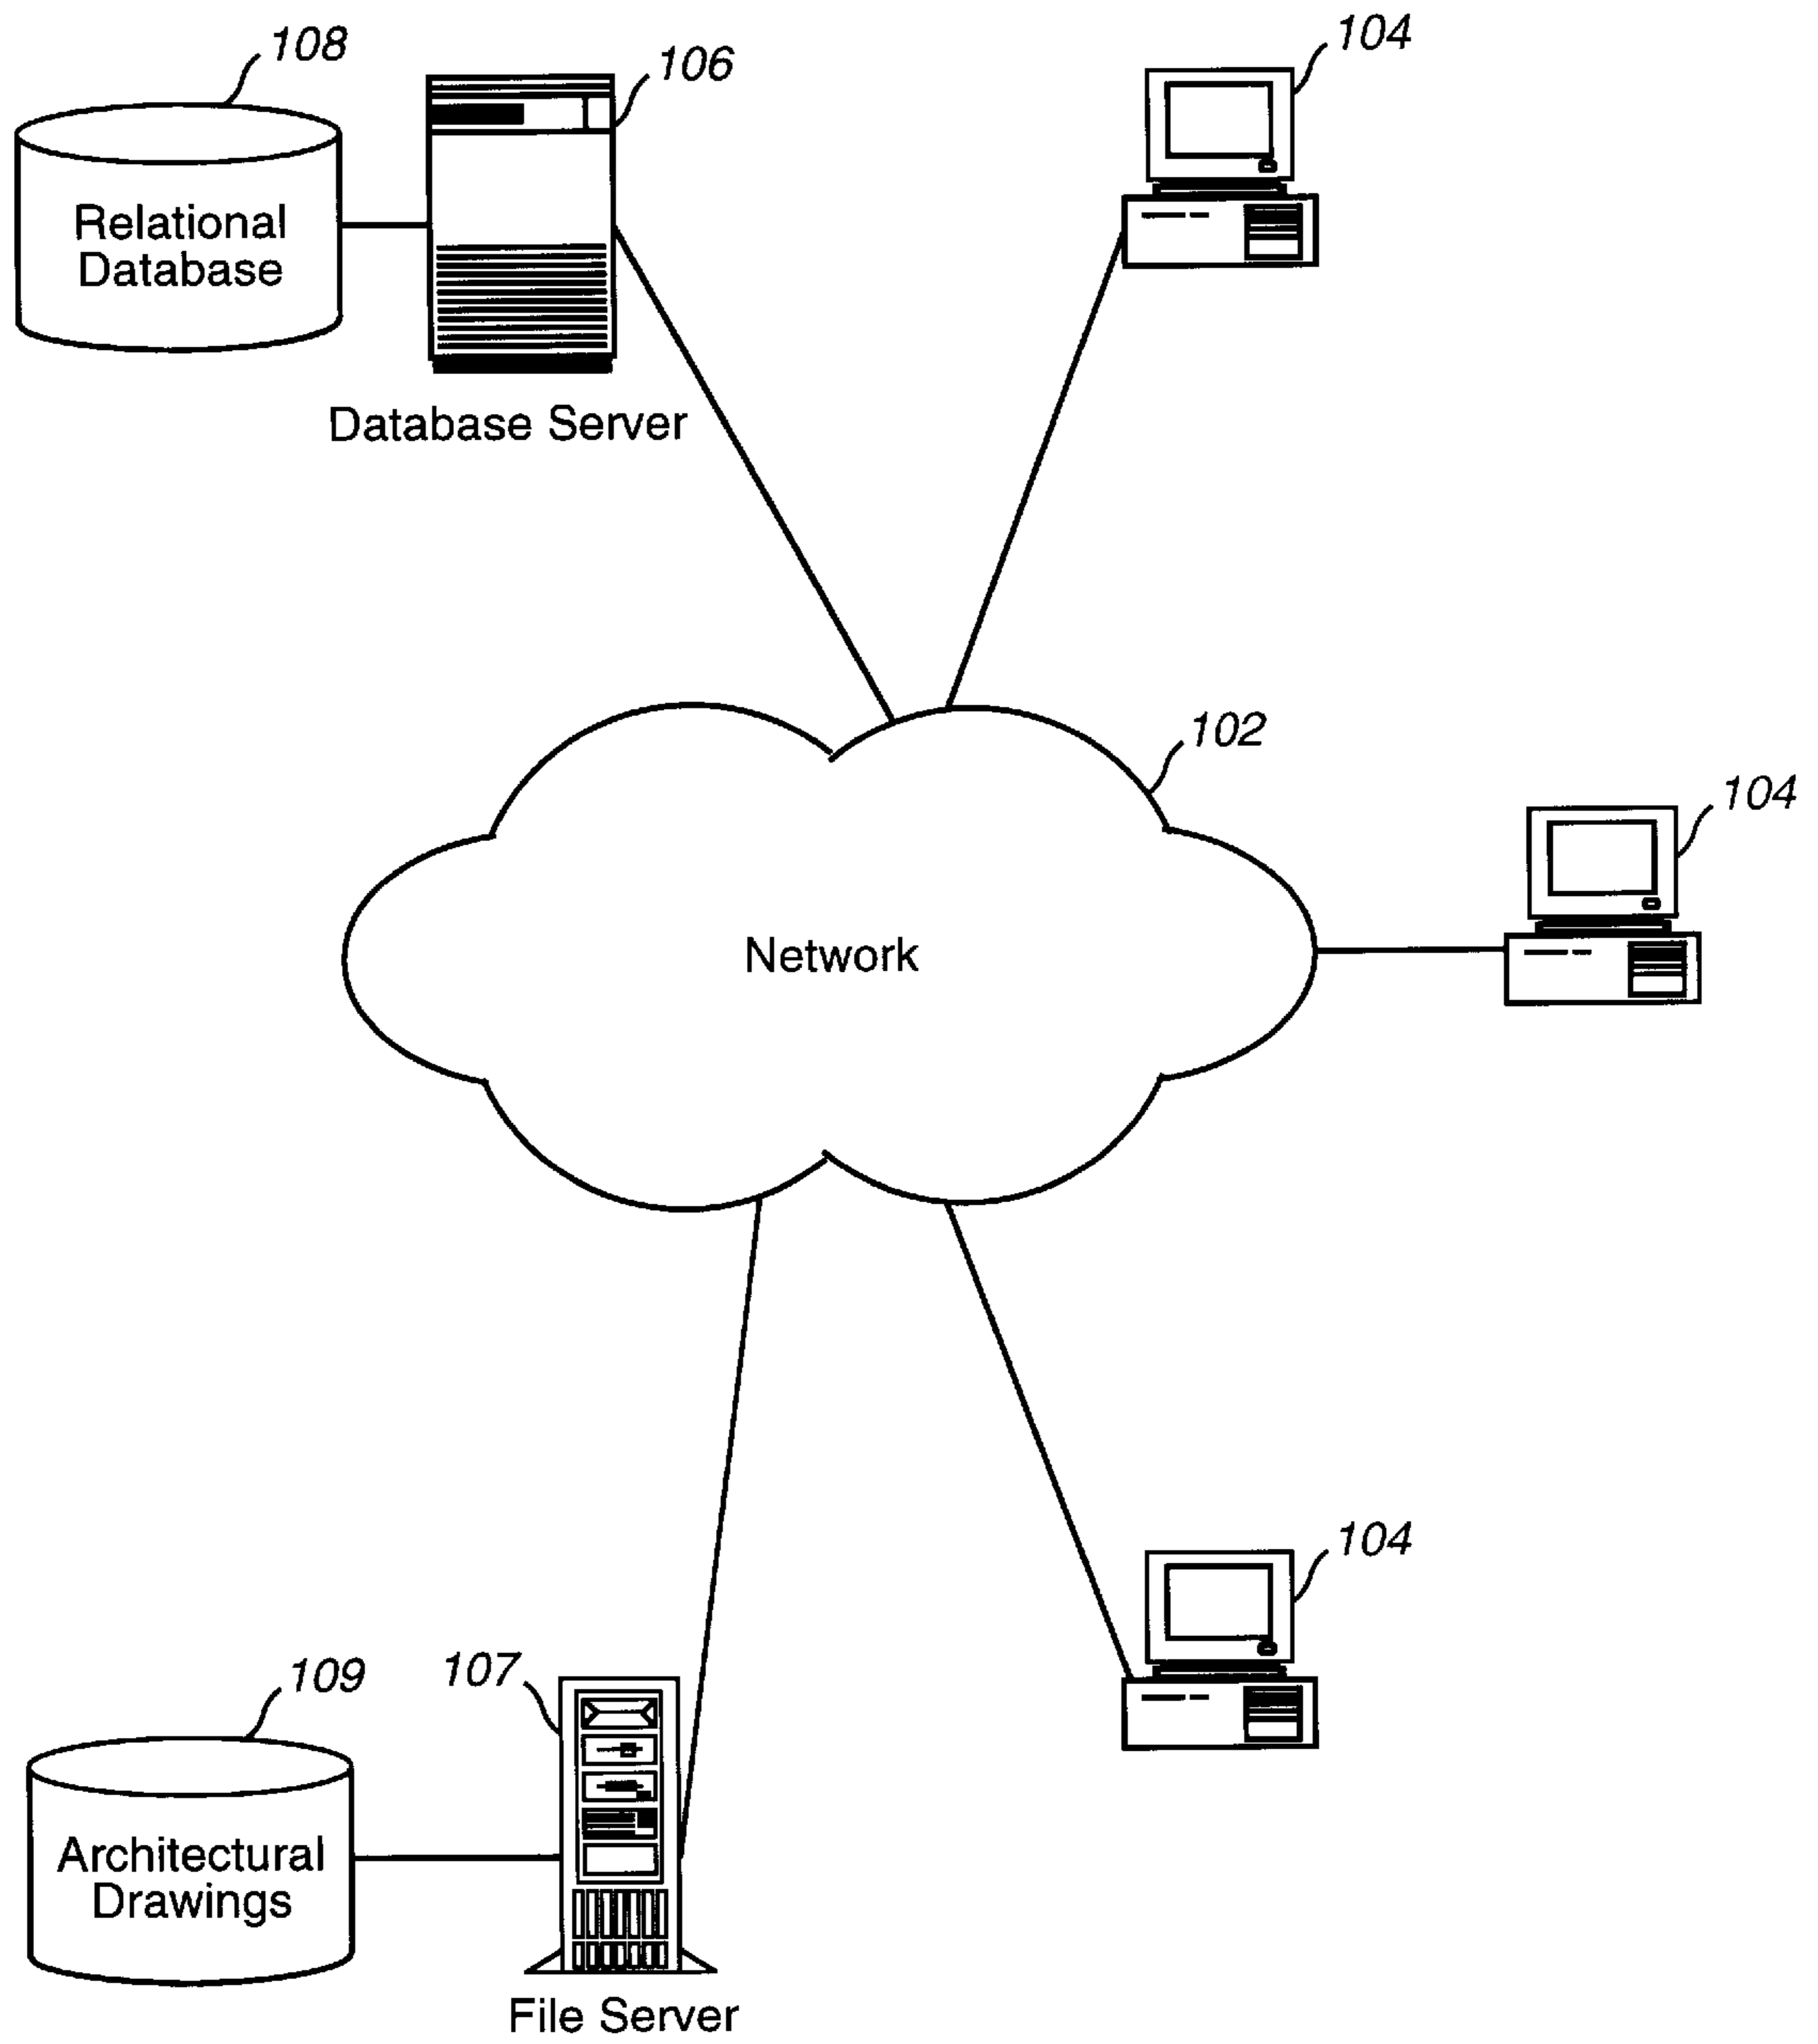 108
106
104
Relational
Database
Database Server
102
104
Network
104
109
107
Architectural
Drawings
File Server